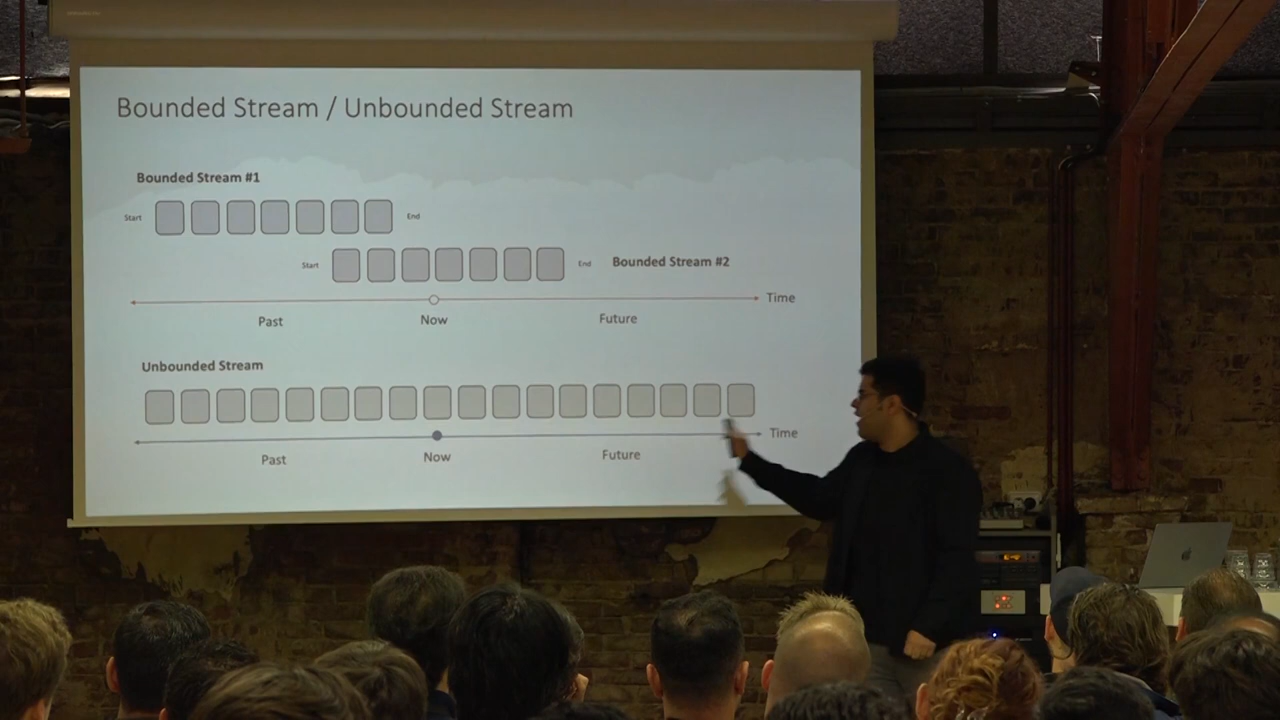 Bounded Stream / Unbounded Stream
Bounded Stream #1
Start End
Start End Bounded Stream #2
Time
Past Now Future
Unbounded Stream
Time
Past Now Future